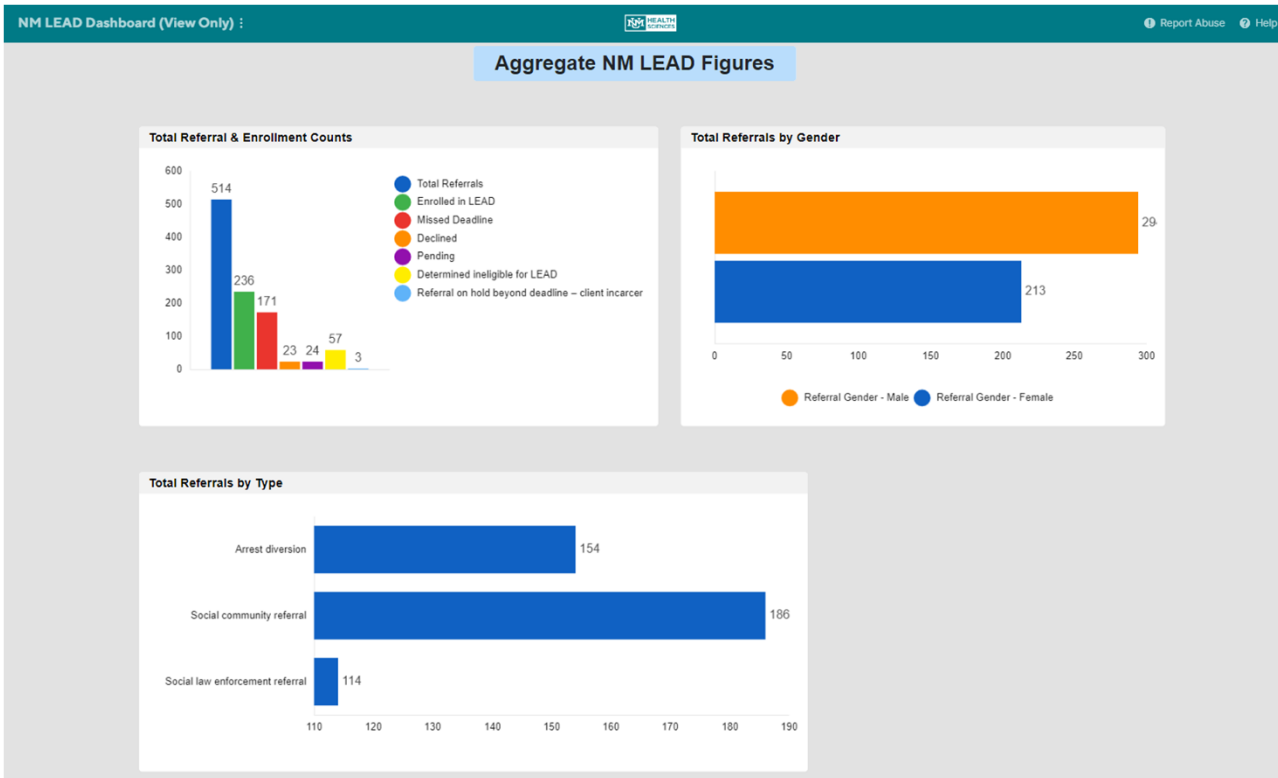 NM LEAD Dashboard (View Only)
UNM HEALTH SCIENCES
Report Abuse
Help
Aggregate NM LEAD Figures
Total Referral & Enrollment Counts
600
500
400
300
200
100
0
514
236
171
23
24
57
3
Total Referrals
Enrolled in LEAD
Missed Deadline
Declined
Pending
Determined ineligible for LEAD
Referral on hold beyond deadline – client incarcer
Total Referrals by Gender
213
0 50 100 150 200 250 300
Referral Gender - Male Referral Gender - Female
Total Referrals by Type
Arrest diversion 154
Social community referral 186
Social law enforcement referral 114
110 120 130 140 150 160 170 180 190